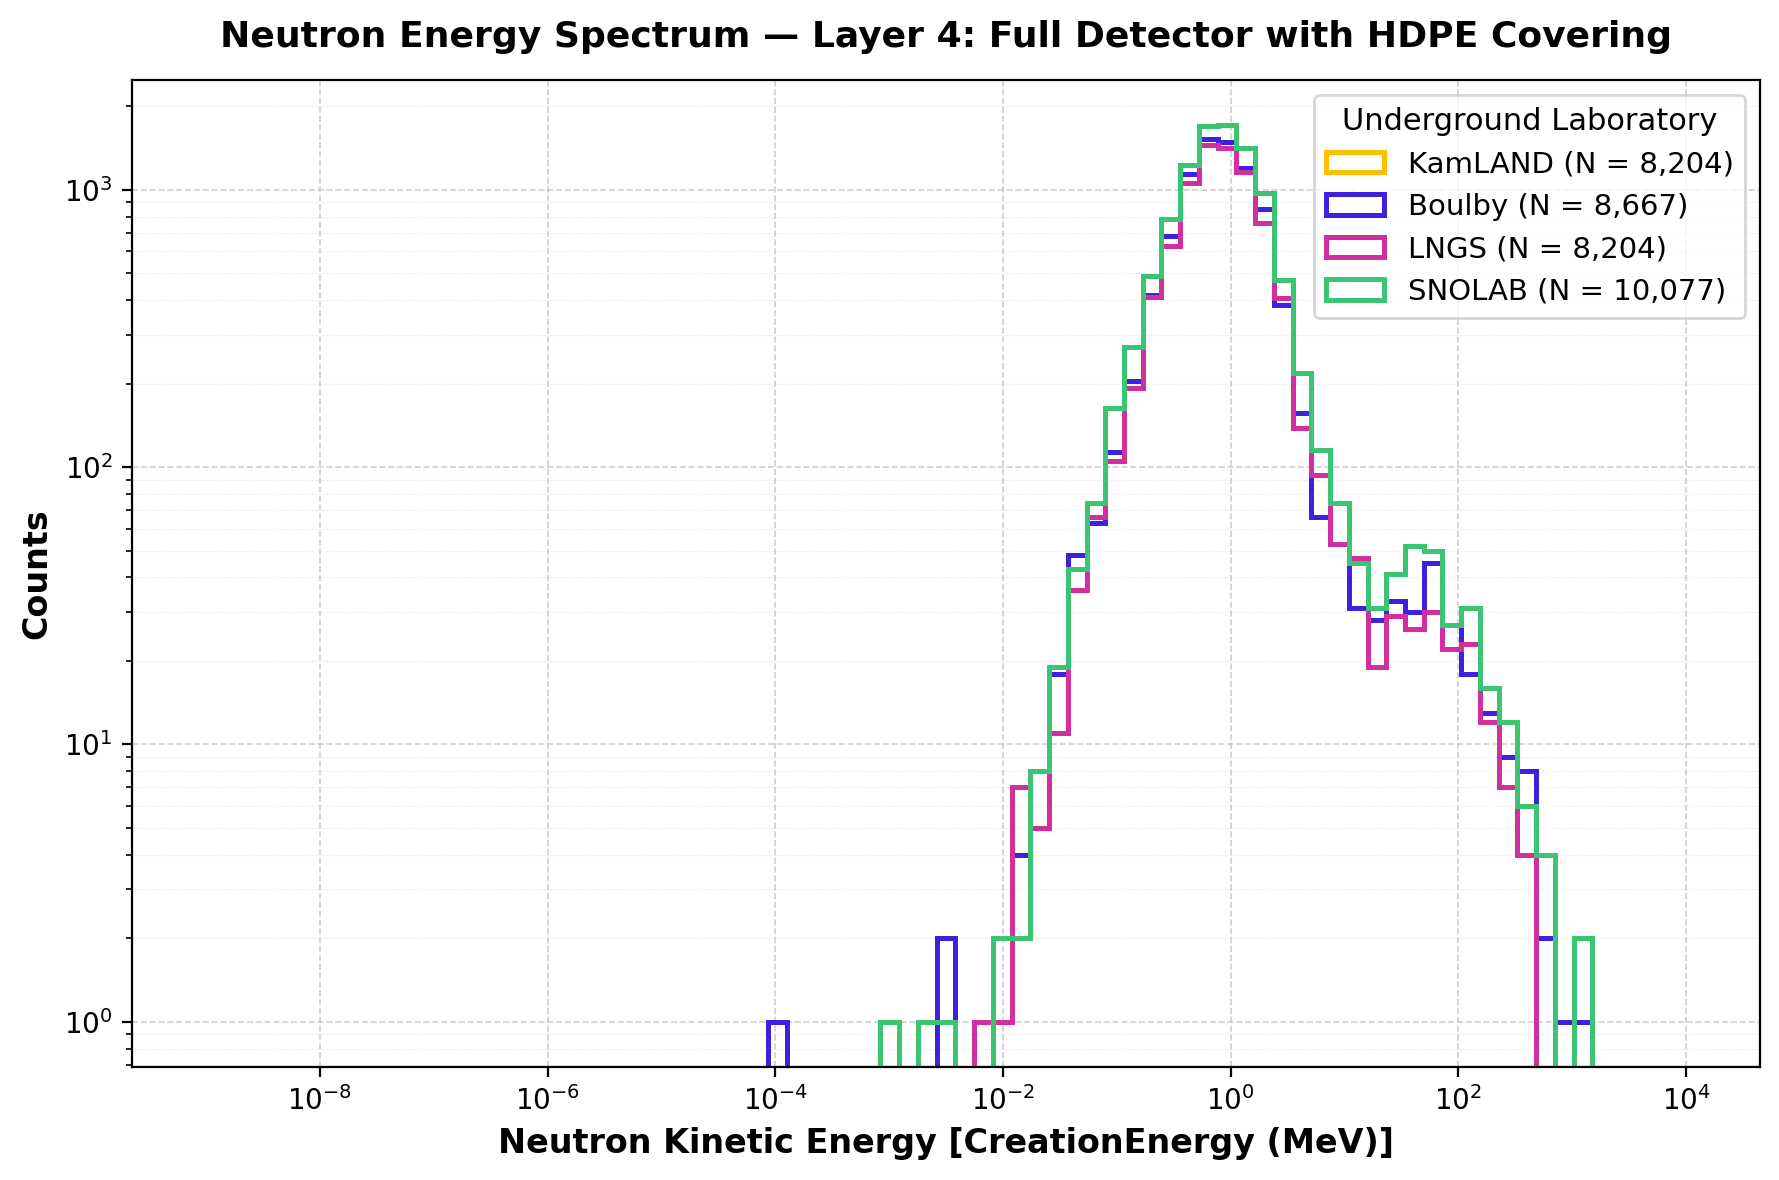 Neutron Energy Spectrum — Layer 4: Full Detector with HDPE Covering
Underground Laboratory
KamLAND (N = 8,204)
Boulby (N = 8,667)
LNGS (N = 8,204)
SNOLAB (N = 10,077)
Counts
10³
10²
10¹
10⁰
10⁻⁸ 10⁻⁶ 10⁻⁴ 10⁻² 10⁰ 10² 10⁴
Neutron Kinetic Energy [CreationEnergy (MeV)]